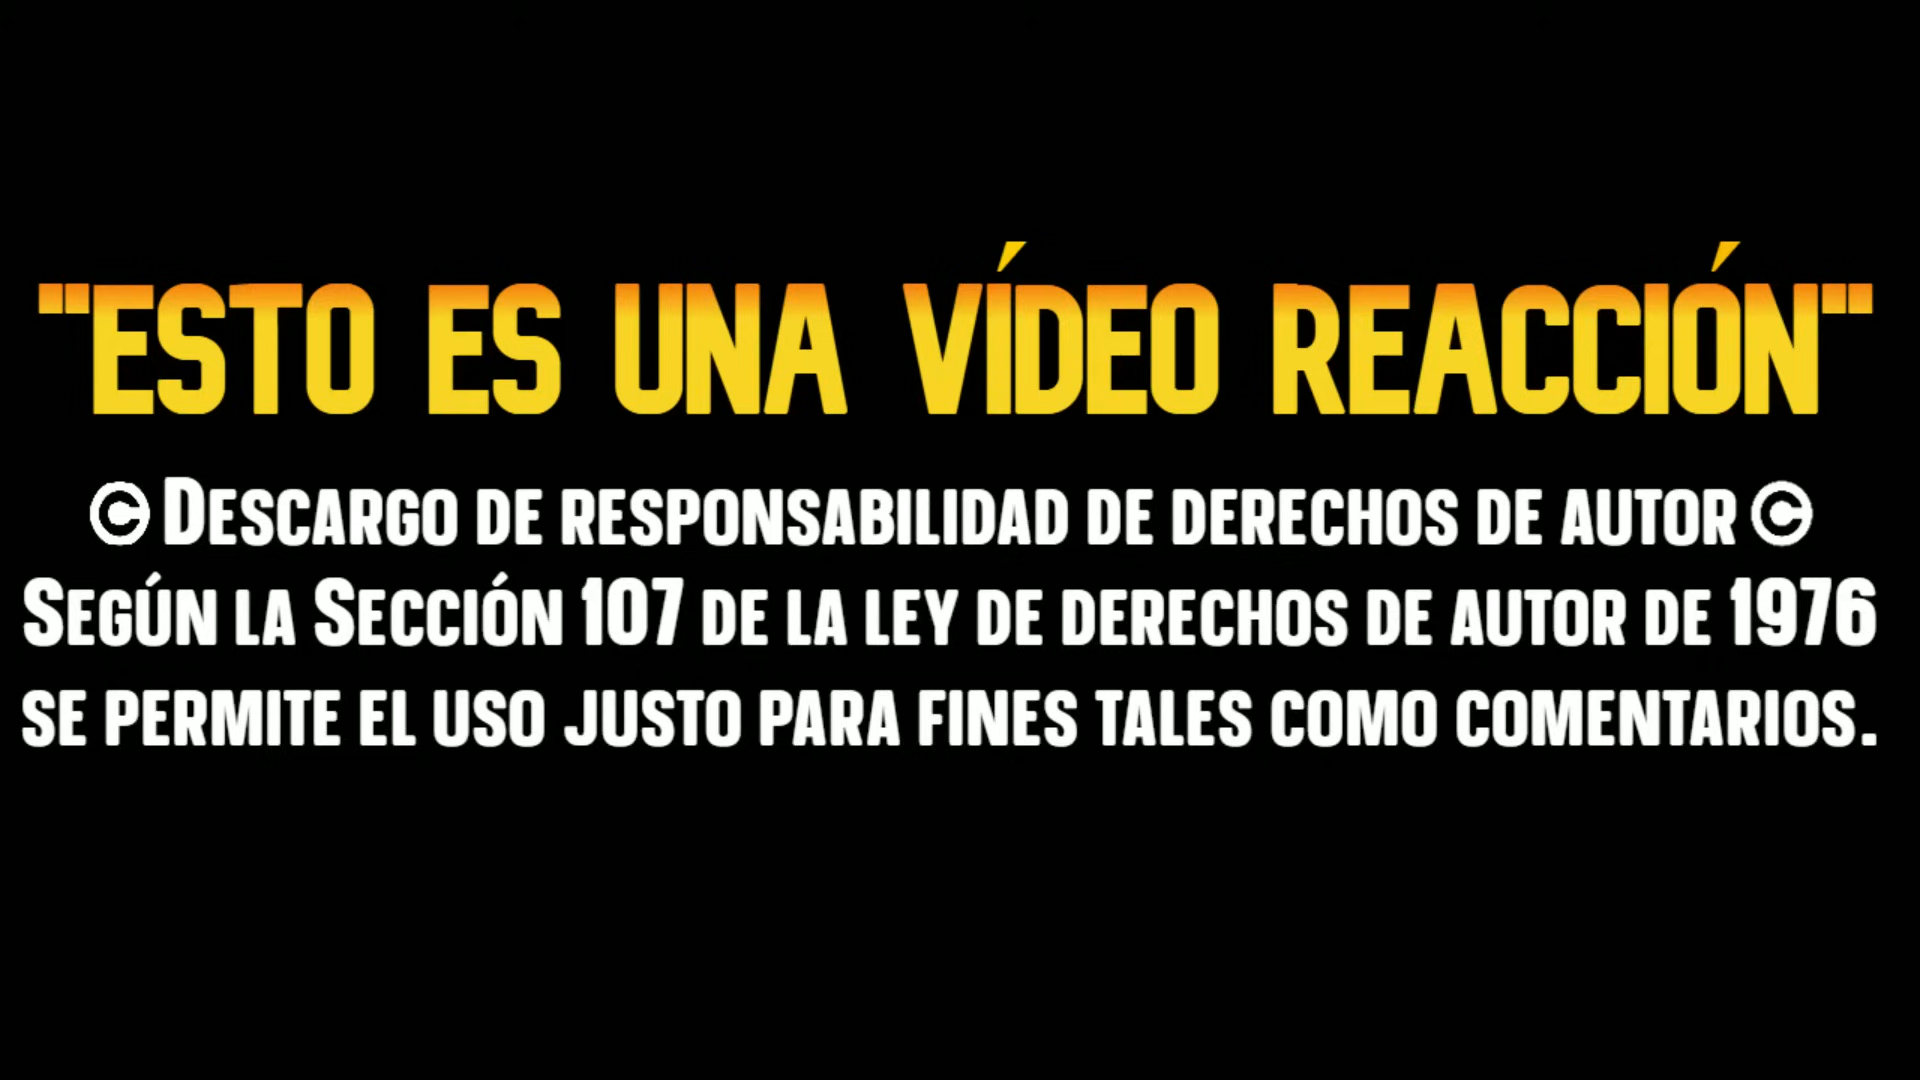 "ESTO ES UNA VÍDEO REACCIÓN"
© DESCARGO DE RESPONSABILIDAD DE DERECHOS DE AUTOR ©
SEGÚN LA SECCIÓN 107 DE LA LEY DE DERECHOS DE AUTOR DE 1976
SE PERMITE EL USO JUSTO PARA FINES TALES COMO COMENTARIOS.